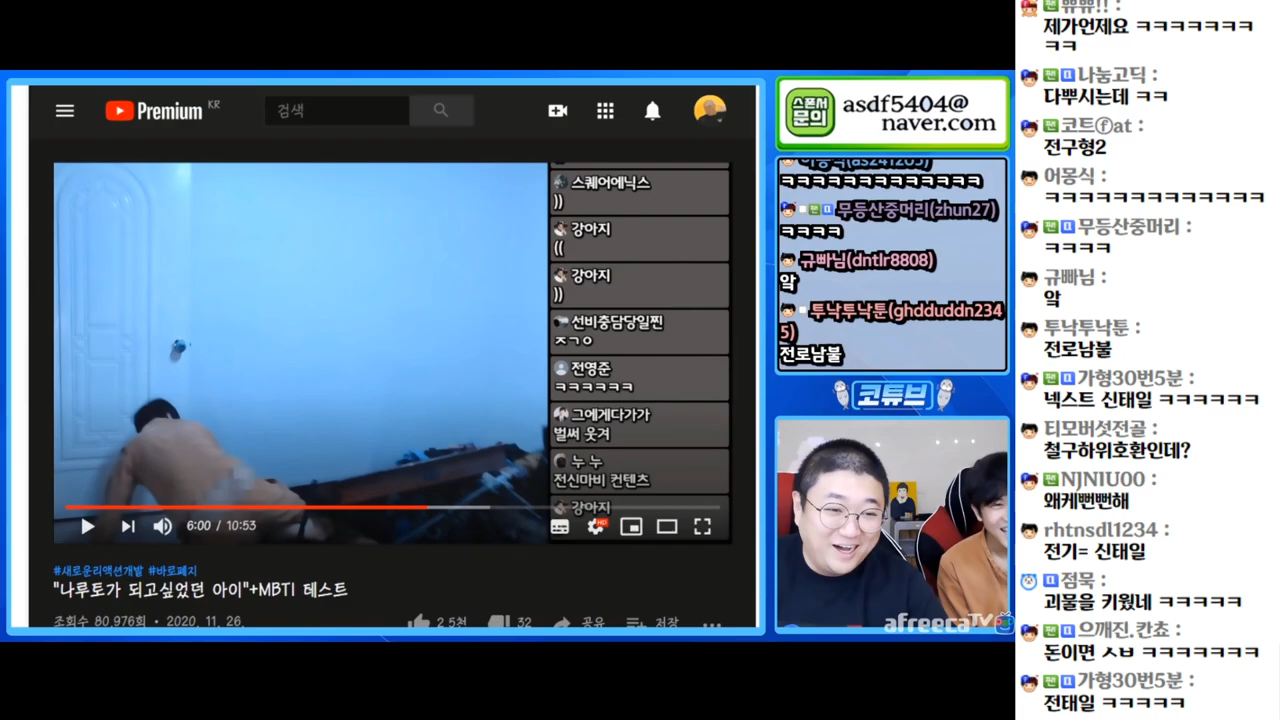 Premium KR
검색
스퀘어에닉스
))
강아지
((
강아지
))
선비충담당일찐
ㅈㄱㅇ
전영준
ㅋㅋㅋㅋㅋㅋ
그에게다가가
벌써 웃겨
누 누
전신마비 컨텐츠
강아지
6:00 / 10:53
HD
#새로운리액션개발 #바로폐지
"나루토가 되고싶었던 아이"+MBTI 테스트
조회수 80,976회 • 2020. 11. 26.
2.5천
32
공유
저장
스폰서
문의
asdf5404@
naver.com
어몽식(as241205)
ㅋㅋㅋㅋㅋㅋㅋㅋㅋㅋㅋㅋㅋ
무등산중머리(zhun27)
ㅋㅋㅋㅋ
규빠님(dntlr8808)
악
투낙투낙툰(ghdduddn234
5)
전로남불
코튜브
afreecaTV
쀼쀼!! :
제가언제요 ㅋㅋㅋㅋㅋㅋㅋ
ㅋㅋ
나눔고딕 :
다뿌시는데 ㅋㅋ
코트ⓕat :
전구형2
어몽식 :
ㅋㅋㅋㅋㅋㅋㅋㅋㅋㅋㅋㅋㅋ
무등산중머리 :
ㅋㅋㅋㅋ
규빠님 :
악
투낙투낙툰 :
전로남불
가형30번5분 :
넥스트 신태일 ㅋㅋㅋㅋㅋㅋ
티모버섯전골 :
철구하위호환인데?
NJNIU00 :
왜케뻔뻔해
rhtnsdl1234 :
전기= 신태일
점묵 :
괴물을 키웠네 ㅋㅋㅋㅋㅋ
으깨진.칸쵸 :
돈이면 ㅅㅂ ㅋㅋㅋㅋㅋㅋㅋ
가형30번5분 :
전태일 ㅋㅋㅋㅋㅋ